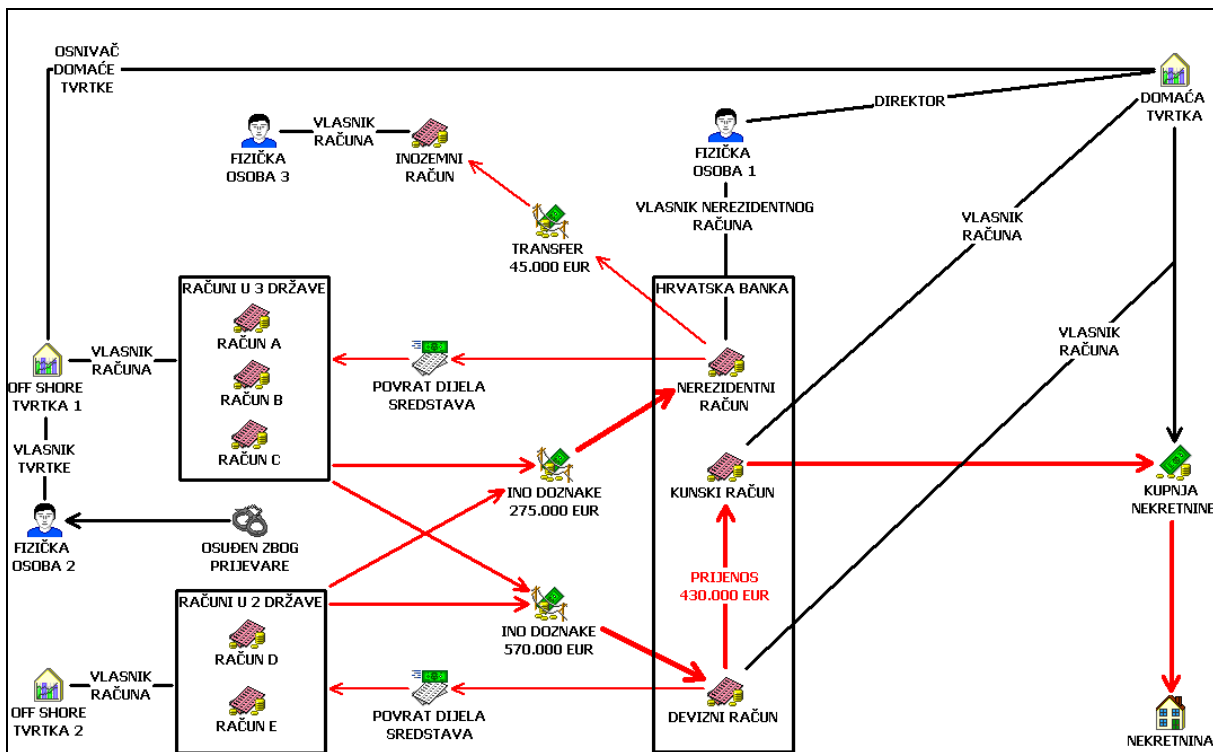 OSNIVAČ
DOMAĆE
TVRTKE
DIREKTOR
DOMAĆA
TVRTKA
FIZIČKA
OSOBA 3
VLASNIK
RAČUNA
INOZEMNI
RAČUN
FIZIČKA
OSOBA 1
VLASNIK NEREZIDENTNOG
RAČUNA
VLASNIK
RAČUNA
TRANSFER
45.000 EUR
RAČUNI U 3 DRŽAVE
RAČUN A
RAČUN B
RAČUN C
HRVATSKA BANKA
VLASNIK
RAČUNA
OFF SHORE
TVRTKA 1
VLASNIK
RAČUNA
POVRAT DIJELA
SREDSTAVA
NEREZIDENTNI
RAČUN
VLASNIK
TVRTKE
INO DOZNAKE
275.000 EUR
KUNSKI RAČUN
KUPNJA
NEKRETNINE
FIZIČKA
OSOBA 2
OSUĐEN ZBOG
PRIJEVARE
PRIJENOS
430.000 EUR
RAČUNI U 2 DRŽAVE
RAČUN D
RAČUN E
INO DOZNAKE
570.000 EUR
OFF SHORE
TVRTKA 2
VLASNIK
RAČUNA
POVRAT DIJELA
SREDSTAVA
DEVIZNI RAČUN
NEKRETNINA